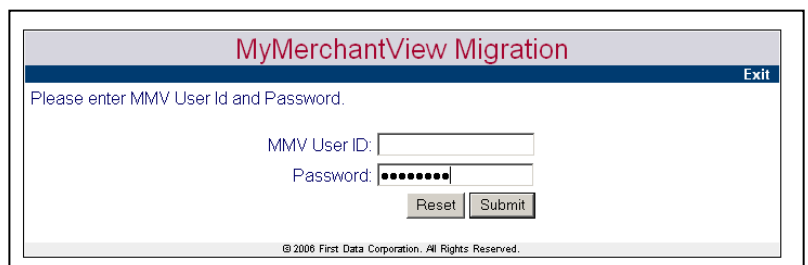 MyMerchantView Migration
Exit
Please enter MMV User Id and Password.
MMV User ID:
Password: ●●●●●●●●
Reset Submit
© 2006 First Data Corporation. All Rights Reserved.